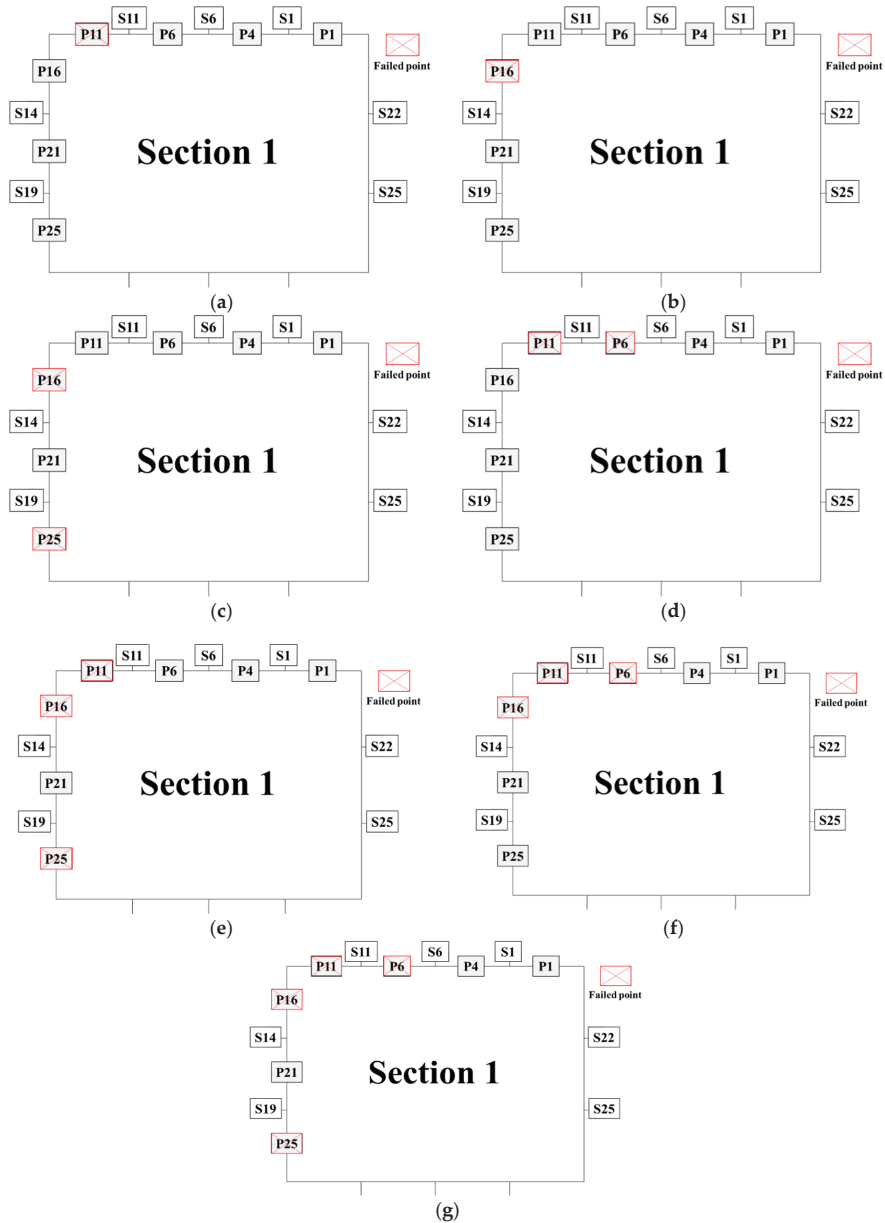 S11 S6 S1
P11 P6 P4 P1
Failed point
P16
S14 S22
P21
Section 1
S19 S25
P25
(a)
S11 S6 S1
P11 P6 P4 P1
Failed point
P16
S14 S22
P21
Section 1
S19 S25
P25
(b)
S11 S6 S1
P11 P6 P4 P1
Failed point
P16
S14 S22
P21
Section 1
S19 S25
P25
(c)
S11 S6 S1
P11 P6 P4 P1
Failed point
P16
S14 S22
P21
Section 1
S19 S25
P25
(d)
S11 S6 S1
P11 P6 P4 P1
Failed point
P16
S14 S22
P21
Section 1
S19 S25
P25
(e)
S11 S6 S1
P11 P6 P4 P1
Failed point
P16
S14 S22
P21
Section 1
S19 S25
P25
(f)
S11 S6 S1
P11 P6 P4 P1
Failed point
P16
S14 S22
P21
Section 1
S19 S25
P25
(g)